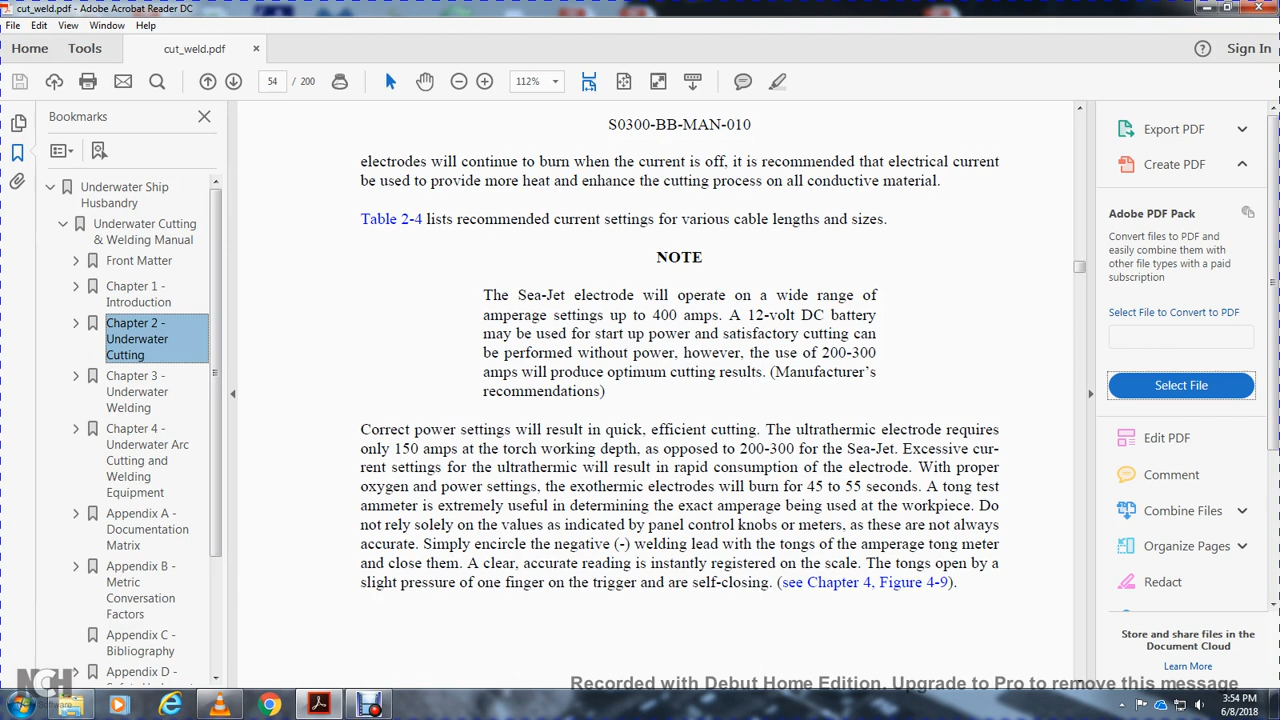 cut_weld.pdf - Adobe Acrobat Reader DC
File Edit View Window Help
Home Tools cut_weld.pdf Sign In
54 / 200 112%
Bookmarks
Underwater Ship
Husbandry
Underwater Cutting
& Welding Manual
Front Matter
Chapter 1 -
Introduction
Chapter 2 -
Underwater
Cutting
Chapter 3 -
Underwater
Welding
Chapter 4 -
Underwater Arc
Cutting and
Welding
Equipment
Appendix A -
Documentation
Matrix
Appendix B -
Metric
Conversion
Factors
Appendix C -
Bibliography
Appendix D -
S0300-BB-MAN-010
electrodes will continue to burn when the current is off, it is recommended that electrical current
be used to provide more heat and enhance the cutting process on all conductive material.
Table 2-4 lists recommended current settings for various cable lengths and sizes.
NOTE
The Sea-Jet electrode will operate on a wide range of
amperage settings up to 400 amps. A 12-volt DC battery
may be used for start up power and satisfactory cutting can
be performed without power, however, the use of 200-300
amps will produce optimum cutting results. (Manufacturer's
recommendations)
Correct power settings will result in quick, efficient cutting. The ultrathermic electrode requires
only 150 amps at the torch working depth, as opposed to 200-300 for the Sea-Jet. Excessive cur-
rent settings for the ultrathermic will result in rapid consumption of the electrode. With proper
oxygen and power settings, the exothermic electrodes will burn for 45 to 55 seconds. A tong test
ammeter is extremely useful in determining the exact amperage being used at the workpiece. Do
not rely solely on the values as indicated by panel control knobs or meters, as these are not always
accurate. Simply encircle the negative (-) welding lead with the tongs of the amperage tong meter
and close them. A clear, accurate reading is instantly registered on the scale. The tongs open by a
slight pressure of one finger on the trigger and are self-closing. (see Chapter 4, Figure 4-9).
Export PDF
Create PDF
Adobe PDF Pack
Convert files to PDF and
easily combine them with
other file types with a paid
subscription
Select File to Convert to PDF
Select File
Edit PDF
Comment
Combine Files
Organize Pages
Redact
Store and share files in the
Document Cloud
Learn More
NCH
Software
Recorded with Debut Home Edition. Upgrade to Pro to remove this message
3:54 PM
6/8/2018